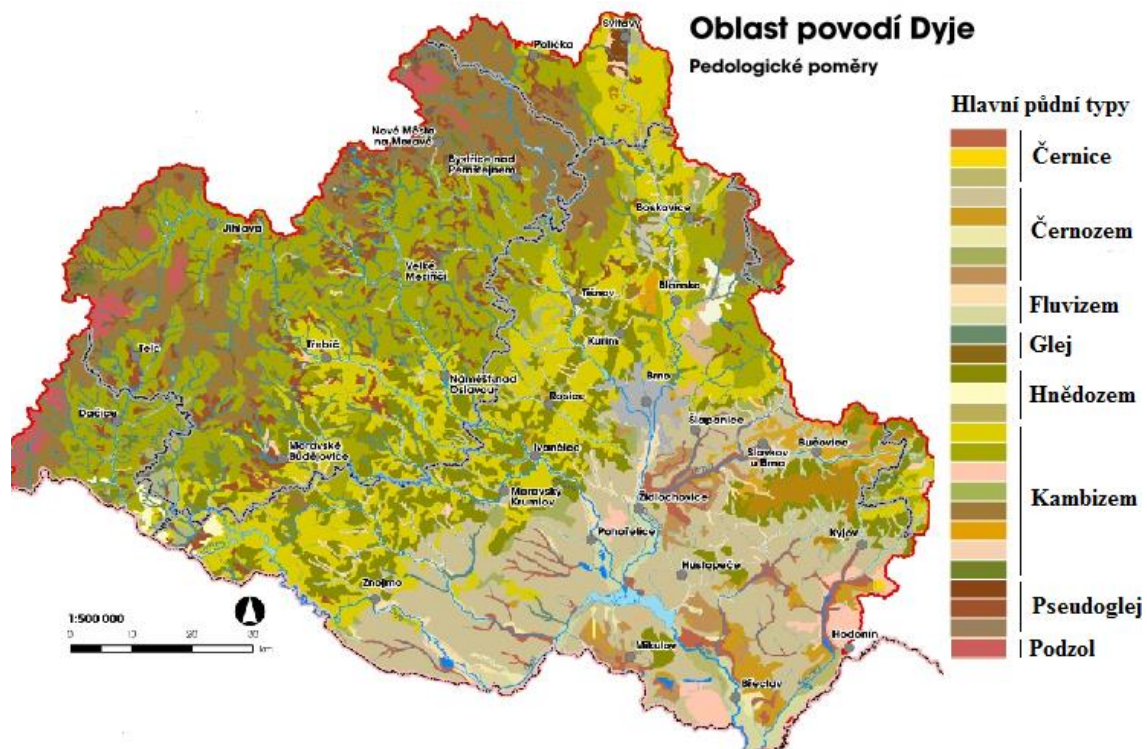 Oblast povodí Dyje
Pedologické poměry
Hlavní půdní typy
Černice
Černozem
Fluvizem
Glej
Hnědozem
Kambizem
Pseudoglej
Podzol
Svitavy
Polička
Nové Město
na Moravě
Bystřice nad
Pernštejnem
Boskovice
Jihlava
Velké
Meziříčí
Tišnov
Blansko
Kuřim
Třebíč
Telč
Brno
Náměšť nad
Oslavou
Rosice
Dačice
Šlapanice
Ivančice
Slavkov
u Brna
Bučovice
Moravské
Budějovice
Moravský
Krumlov
Židlochovice
Pohořelice
Kyjov
Hustopeče
Znojmo
1:500 000
0 10 20 30
km
Hodonín
Mikulov
Břeclav